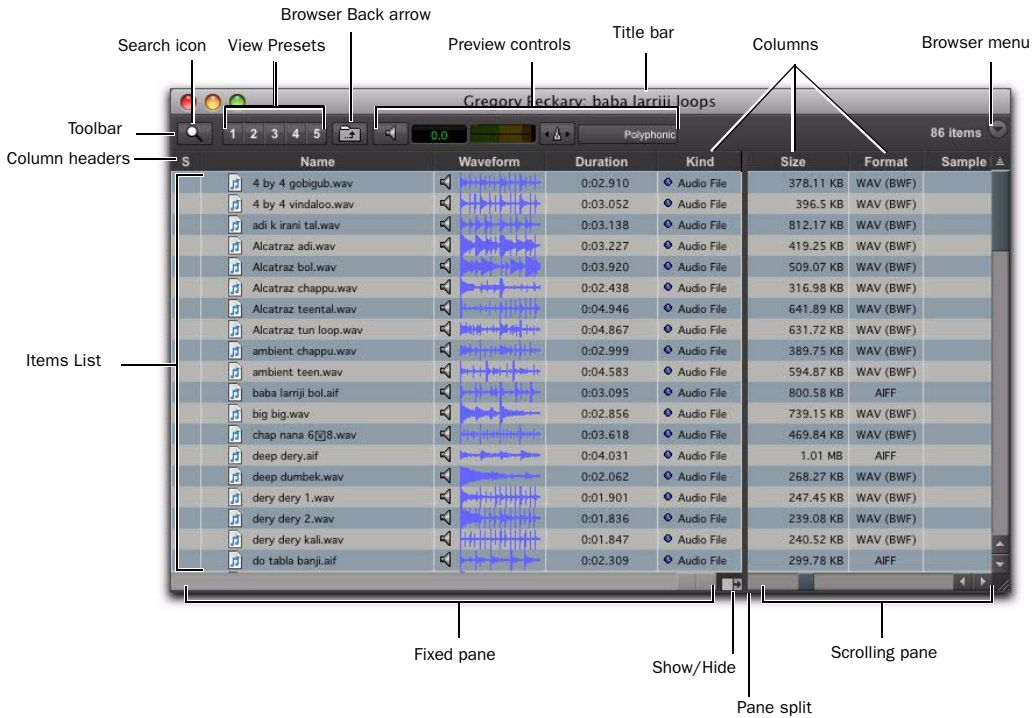 Browser Back arrow
Search icon
View Presets
Preview controls
Title bar
Columns
Browser menu
Gregory Peckary: baba larriji loops
Toolbar
1 2 3 4 5
0.0
Polyphonic
86 items
Column headers
S Name Waveform Duration Kind Size Format Sample
4 by 4 gobigub.wav 0:02.910 Audio File 378.11 KB WAV (BWF)
4 by 4 vindaloo.wav 0:03.052 Audio File 396.5 KB WAV (BWF)
adi k irani tal.wav 0:03.138 Audio File 812.17 KB WAV (BWF)
Alcatraz adi.wav 0:03.227 Audio File 419.25 KB WAV (BWF)
Alcatraz bol.wav 0:03.920 Audio File 509.07 KB WAV (BWF)
Alcatraz chappu.wav 0:02.438 Audio File 316.98 KB WAV (BWF)
Alcatraz teental.wav 0:04.946 Audio File 641.89 KB WAV (BWF)
Alcatraz tun loop.wav 0:04.867 Audio File 631.72 KB WAV (BWF)
ambient chappu.wav 0:02.999 Audio File 389.75 KB WAV (BWF)
Items List
ambient teen.wav 0:04.583 Audio File 594.87 KB WAV (BWF)
baba larriji bol.aif 0:03.095 Audio File 800.58 KB AIFF
big big.wav 0:02.856 Audio File 739.15 KB WAV (BWF)
chap nana 6🅅8.wav 0:03.618 Audio File 469.84 KB WAV (BWF)
deep dery.aif 0:04.031 Audio File 1.01 MB AIFF
deep dumbek.wav 0:02.062 Audio File 268.27 KB WAV (BWF)
dery dery 1.wav 0:01.901 Audio File 247.45 KB WAV (BWF)
dery dery 2.wav 0:01.836 Audio File 239.08 KB WAV (BWF)
dery dery kali.wav 0:01.847 Audio File 240.52 KB WAV (BWF)
do tabla banji.aif 0:02.309 Audio File 299.78 KB AIFF
Fixed pane
Show/Hide
Scrolling pane
Pane split